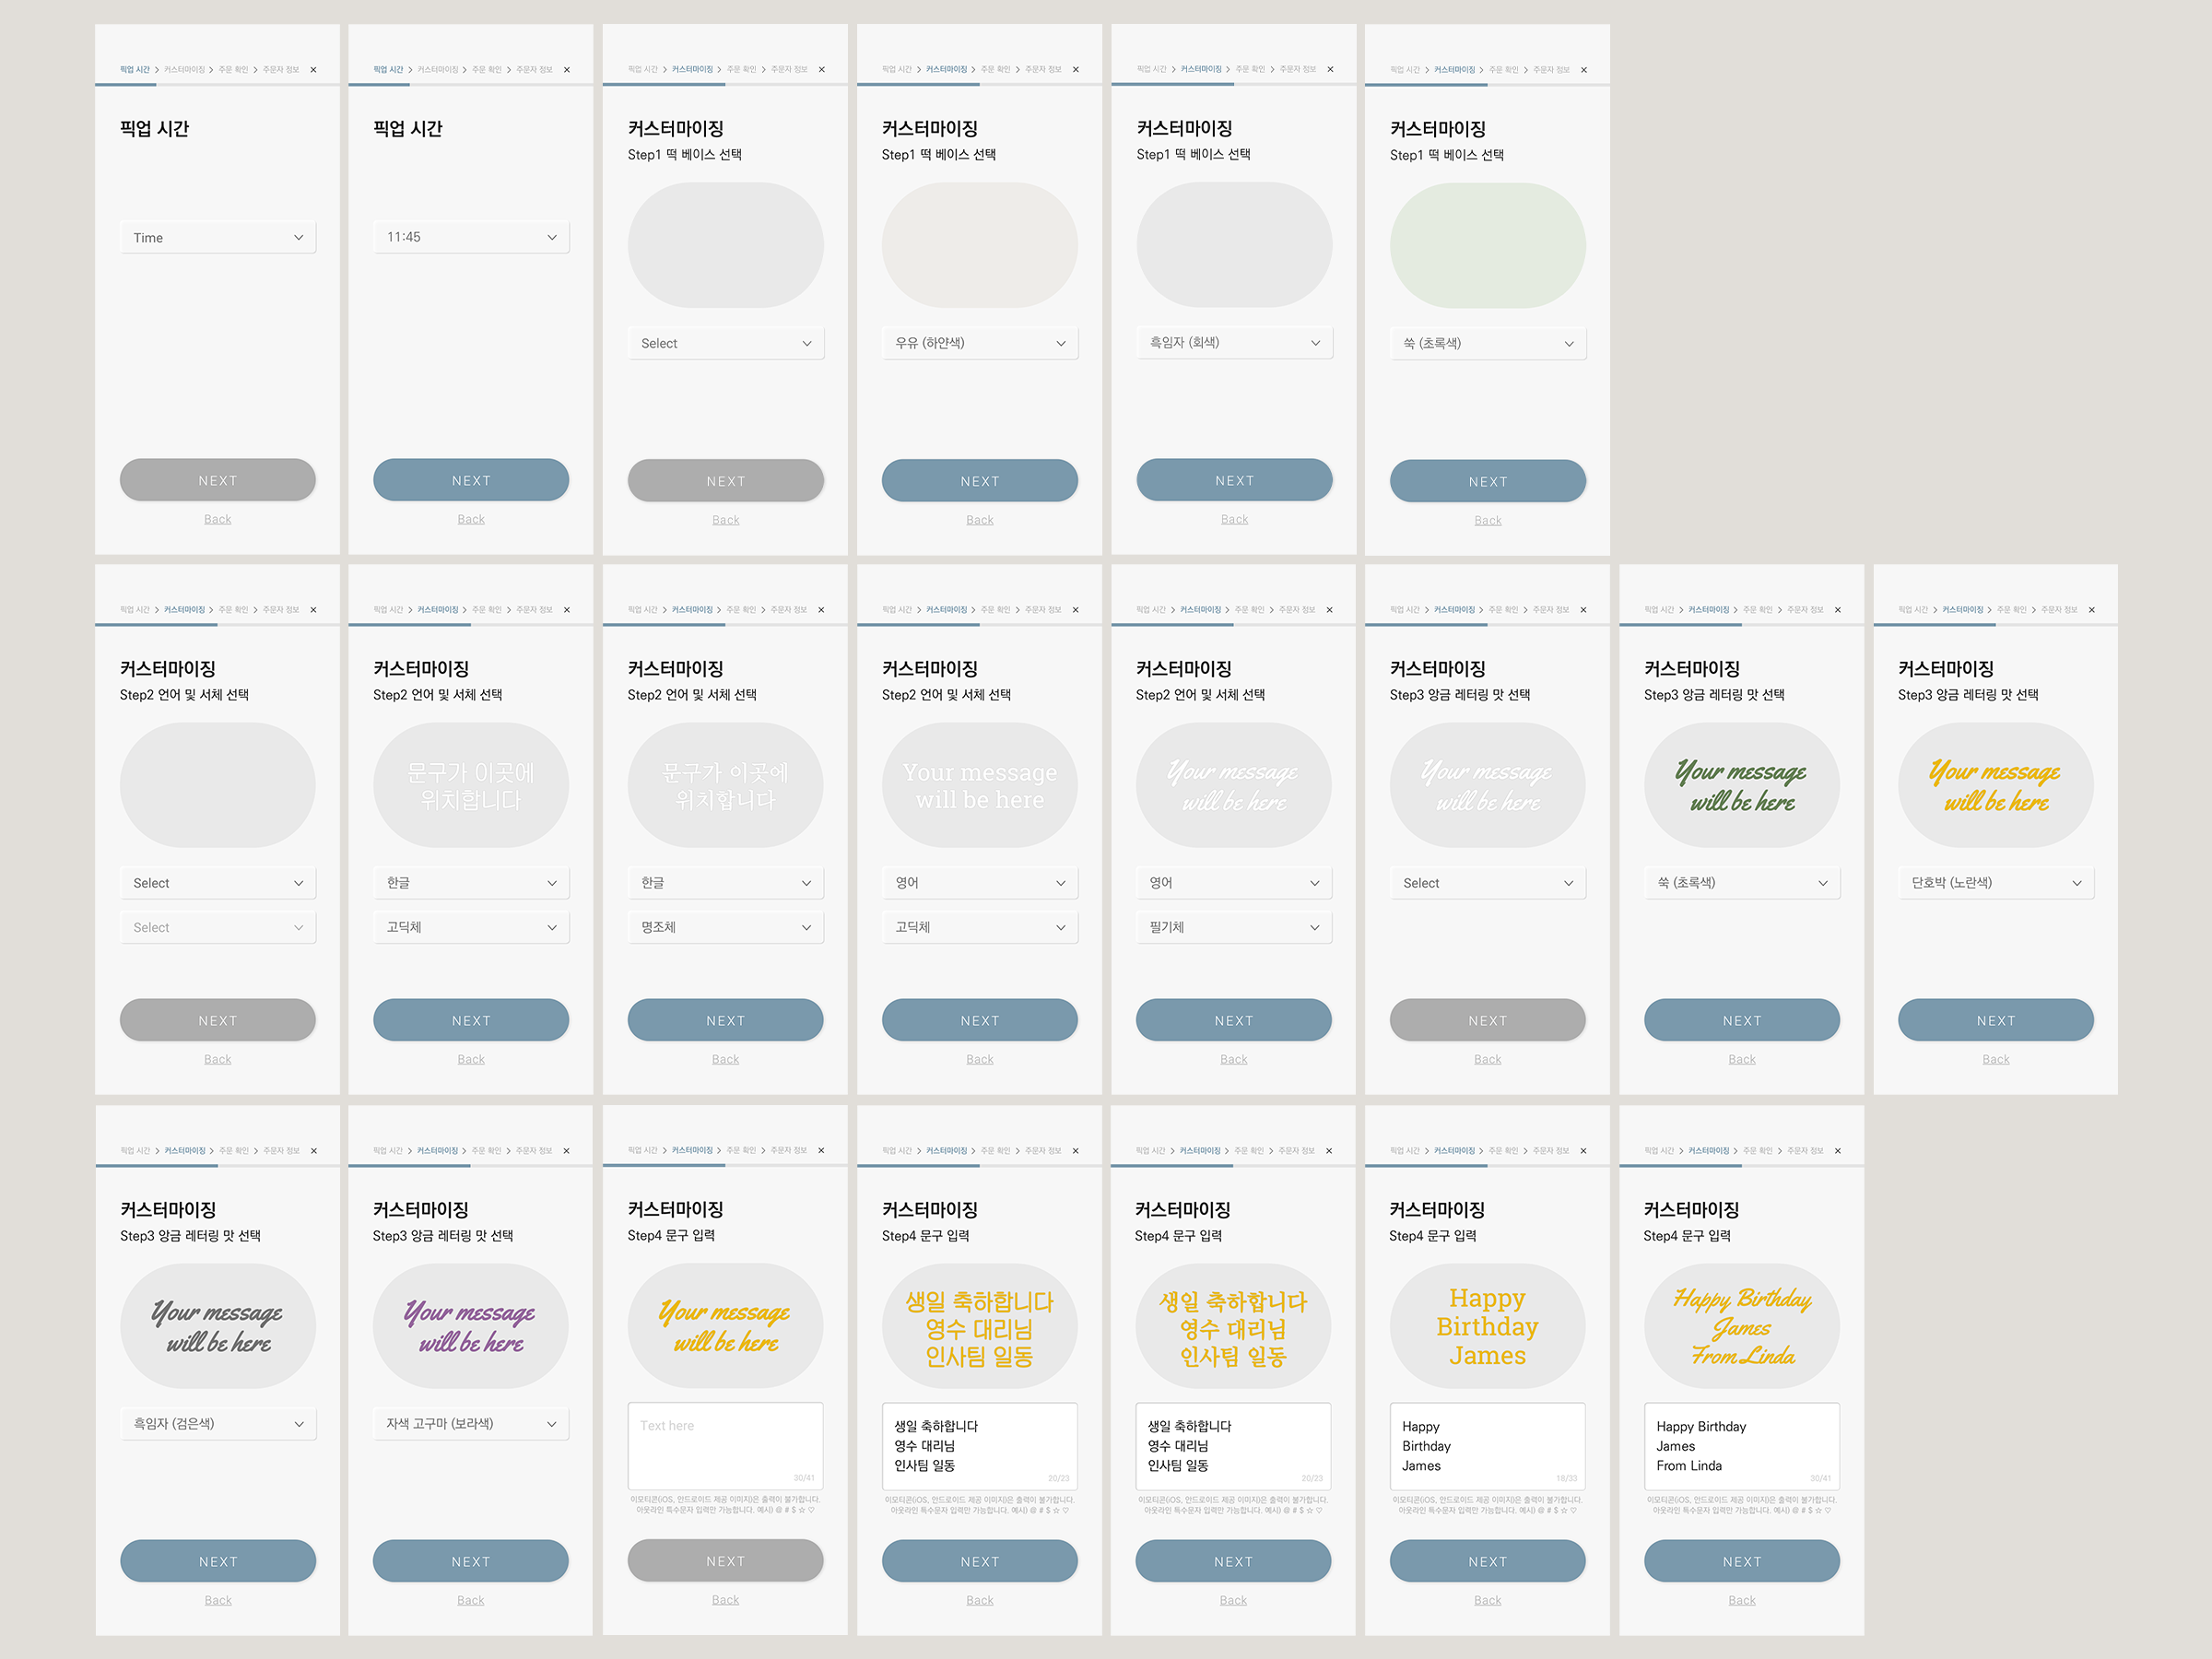 픽업 시간 > 커스터마이징 > 주문 확인 > 주문자 정보 ×
픽업 시간
Time
NEXT
Back
픽업 시간 > 커스터마이징 > 주문 확인 > 주문자 정보 ×
픽업 시간
11:45
NEXT
Back
픽업 시간 > 커스터마이징 > 주문 확인 > 주문자 정보 ×
커스터마이징
Step1 떡 베이스 선택
Select
NEXT
Back
픽업 시간 > 커스터마이징 > 주문 확인 > 주문자 정보 ×
커스터마이징
Step1 떡 베이스 선택
우유 (하얀색)
NEXT
Back
픽업 시간 > 커스터마이징 > 주문 확인 > 주문자 정보 ×
커스터마이징
Step1 떡 베이스 선택
흑임자 (회색)
NEXT
Back
픽업 시간 > 커스터마이징 > 주문 확인 > 주문자 정보 ×
커스터마이징
Step1 떡 베이스 선택
쑥 (초록색)
NEXT
Back
픽업 시간 > 커스터마이징 > 주문 확인 > 주문자 정보 ×
커스터마이징
Step2 언어 및 서체 선택
Select
Select
NEXT
Back
픽업 시간 > 커스터마이징 > 주문 확인 > 주문자 정보 ×
커스터마이징
Step2 언어 및 서체 선택
문구가 이곳에
위치합니다
한글
고딕체
NEXT
Back
픽업 시간 > 커스터마이징 > 주문 확인 > 주문자 정보 ×
커스터마이징
Step2 언어 및 서체 선택
문구가 이곳에
위치합니다
한글
명조체
NEXT
Back
픽업 시간 > 커스터마이징 > 주문 확인 > 주문자 정보 ×
커스터마이징
Step2 언어 및 서체 선택
Your message
will be here
영어
고딕체
NEXT
Back
픽업 시간 > 커스터마이징 > 주문 확인 > 주문자 정보 ×
커스터마이징
Step2 언어 및 서체 선택
Your message
will be here
영어
필기체
NEXT
Back
픽업 시간 > 커스터마이징 > 주문 확인 > 주문자 정보 ×
커스터마이징
Step3 앙금 레터링 맛 선택
Your message
will be here
Select
NEXT
Back
픽업 시간 > 커스터마이징 > 주문 확인 > 주문자 정보 ×
커스터마이징
Step3 앙금 레터링 맛 선택
Your message
will be here
쑥 (초록색)
NEXT
Back
픽업 시간 > 커스터마이징 > 주문 확인 > 주문자 정보 ×
커스터마이징
Step3 앙금 레터링 맛 선택
Your message
will be here
단호박 (노란색)
NEXT
Back
픽업 시간 > 커스터마이징 > 주문 확인 > 주문자 정보 ×
커스터마이징
Step3 앙금 레터링 맛 선택
Your message
will be here
흑임자 (검은색)
NEXT
Back
픽업 시간 > 커스터마이징 > 주문 확인 > 주문자 정보 ×
커스터마이징
Step3 앙금 레터링 맛 선택
Your message
will be here
자색 고구마 (보라색)
NEXT
Back
픽업 시간 > 커스터마이징 > 주문 확인 > 주문자 정보 ×
커스터마이징
Step4 문구 입력
Your message
will be here
Text here
30/41
이모티콘(iOS, 안드로이드 제공 이미지)은 출력이 불가합니다.
아웃라인 특수문자 입력만 가능합니다. 예시) @ # $ ☆ ♡
NEXT
Back
픽업 시간 > 커스터마이징 > 주문 확인 > 주문자 정보 ×
커스터마이징
Step4 문구 입력
생일 축하합니다
영수 대리님
인사팀 일동
생일 축하합니다
영수 대리님
인사팀 일동
20/23
이모티콘(iOS, 안드로이드 제공 이미지)은 출력이 불가합니다.
아웃라인 특수문자 입력만 가능합니다. 예시) @ # $ ☆ ♡
NEXT
Back
픽업 시간 > 커스터마이징 > 주문 확인 > 주문자 정보 ×
커스터마이징
Step4 문구 입력
생일 축하합니다
영수 대리님
인사팀 일동
생일 축하합니다
영수 대리님
인사팀 일동
20/23
이모티콘(iOS, 안드로이드 제공 이미지)은 출력이 불가합니다.
아웃라인 특수문자 입력만 가능합니다. 예시) @ # $ ☆ ♡
NEXT
Back
픽업 시간 > 커스터마이징 > 주문 확인 > 주문자 정보 ×
커스터마이징
Step4 문구 입력
Happy
Birthday
James
Happy
Birthday
James
18/33
이모티콘(iOS, 안드로이드 제공 이미지)은 출력이 불가합니다.
아웃라인 특수문자 입력만 가능합니다. 예시) @ # $ ☆ ♡
NEXT
Back
픽업 시간 > 커스터마이징 > 주문 확인 > 주문자 정보 ×
커스터마이징
Step4 문구 입력
Happy Birthday
James
From Linda
Happy Birthday
James
From Linda
30/41
이모티콘(iOS, 안드로이드 제공 이미지)은 출력이 불가합니다.
아웃라인 특수문자 입력만 가능합니다. 예시) @ # $ ☆ ♡
NEXT
Back